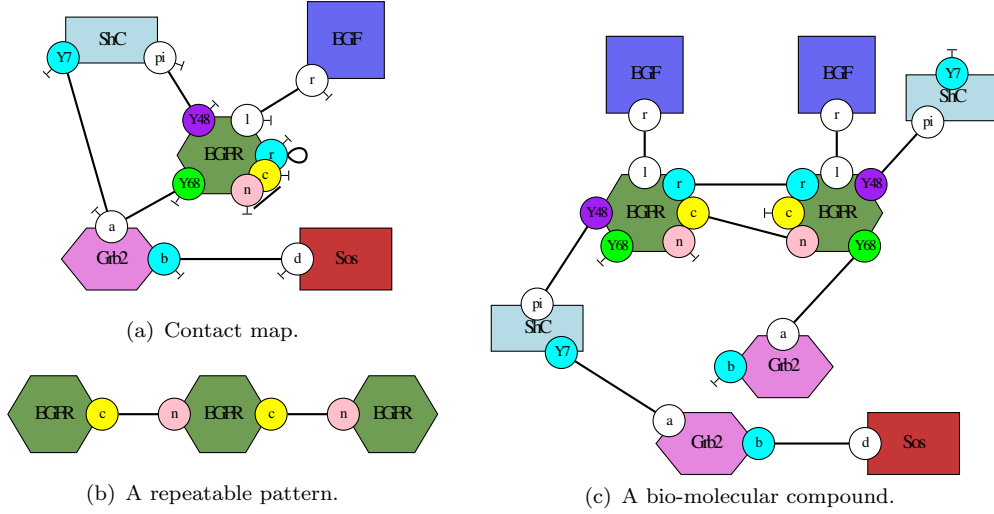 ShC
EGF
Y7
pi
r
Y48
l
EGFR
r
c
Y68
n
a
Grb2
b
d
Sos
(a) Contact map.
EGFR
c
n
EGFR
c
n
EGFR
(b) A repeatable pattern.
EGF
EGF
Y7
ShC
r
r
pi
l
l
r
r
Y48
Y48
EGFR
c
c
EGFR
Y68
n
n
Y68
pi
ShC
Y7
a
b
Grb2
a
Grb2
b
d
Sos
(c) A bio-molecular compound.